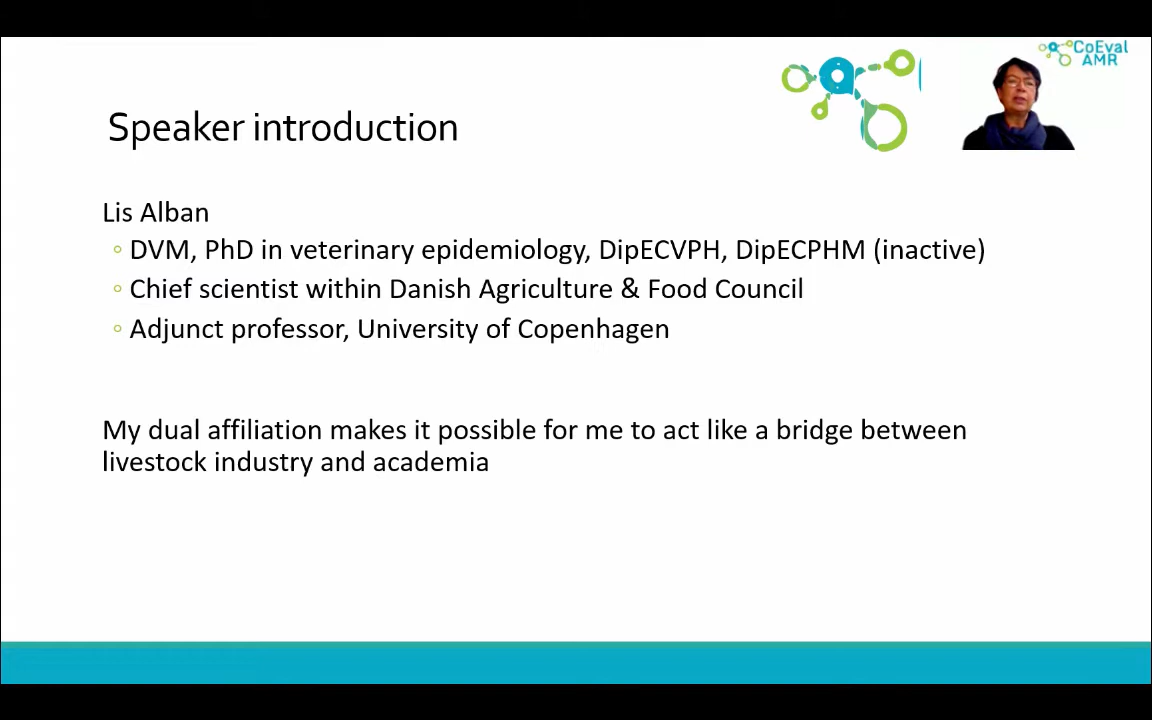 CoEval
AMR
Speaker introduction
Lis Alban
◦ DVM, PhD in veterinary epidemiology, DipECVPH, DipECPHM (inactive)
◦ Chief scientist within Danish Agriculture & Food Council
◦ Adjunct professor, University of Copenhagen
My dual affiliation makes it possible for me to act like a bridge between
livestock industry and academia